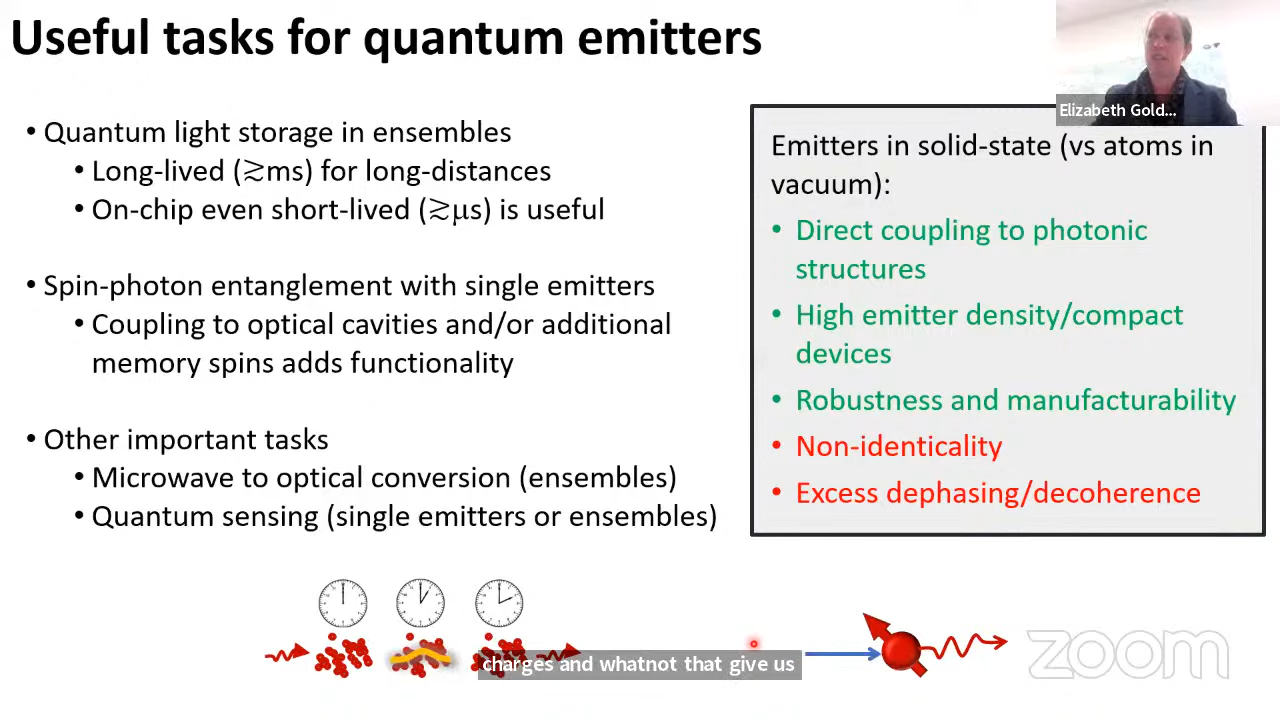 Useful tasks for quantum emitters
Elizabeth Gold...
• Quantum light storage in ensembles
• Long-lived (≳ms) for long-distances
• On-chip even short-lived (≳μs) is useful
• Spin-photon entanglement with single emitters
• Coupling to optical cavities and/or additional
memory spins adds functionality
• Other important tasks
• Microwave to optical conversion (ensembles)
• Quantum sensing (single emitters or ensembles)
Emitters in solid-state (vs atoms in
vacuum):
• Direct coupling to photonic
structures
• High emitter density/compact
devices
• Robustness and manufacturability
• Non-identicality
• Excess dephasing/decoherence
charges and whatnot that give us
zoom